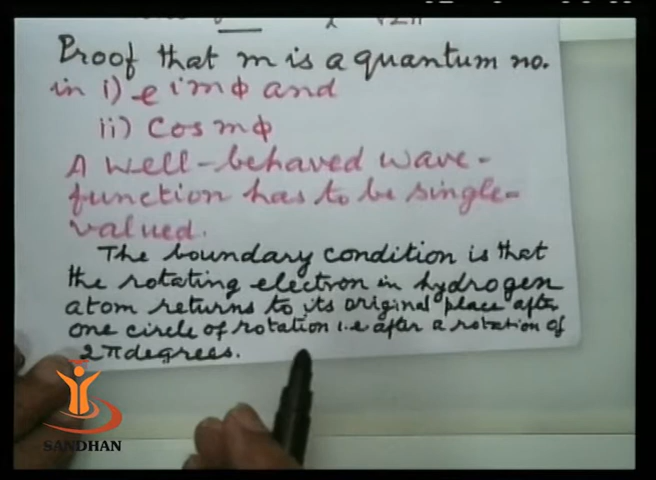 Proof that m is a quantum no.
in i) e imϕ and
ii) Cos mϕ
A well-behaved wave-
function has to be single-
valued.
The boundary condition is that
the rotating electron in hydrogen
atom returns to its original place after
one circle of rotation i.e after a rotation of
2π degrees.
SANDHAN